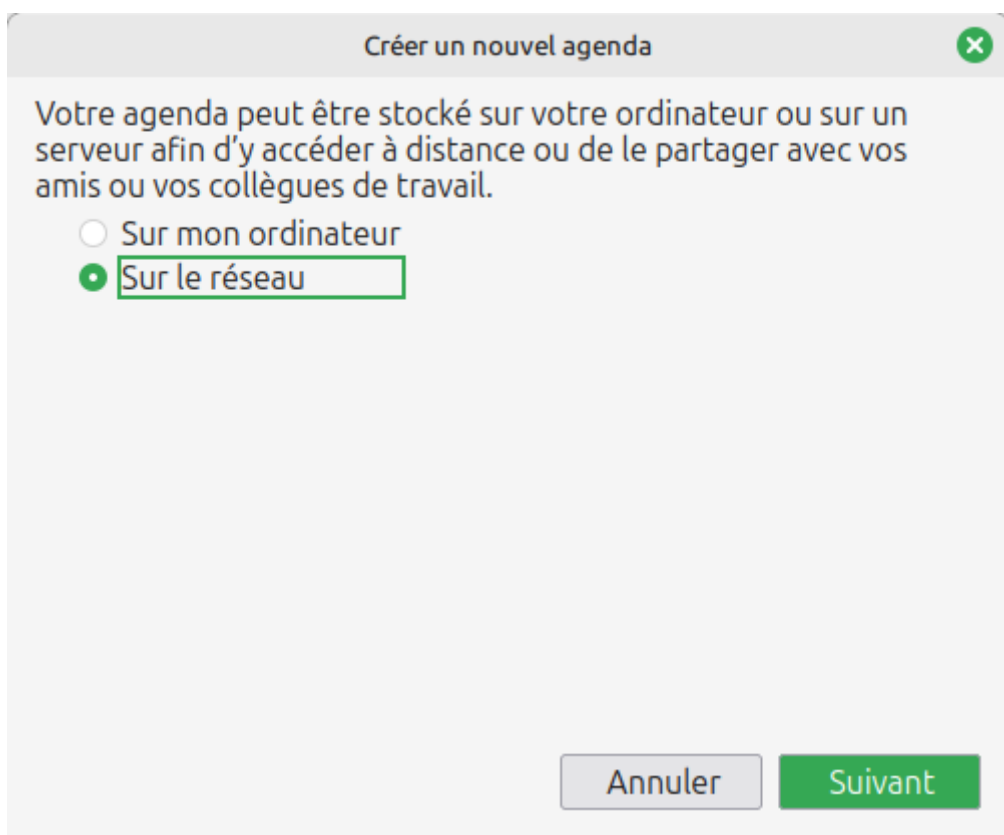 Créer un nouvel agenda
Votre agenda peut être stocké sur votre ordinateur ou sur un
serveur afin d’y accéder à distance ou de le partager avec vos
amis ou vos collègues de travail.
Sur mon ordinateur
Sur le réseau
Annuler
Suivant